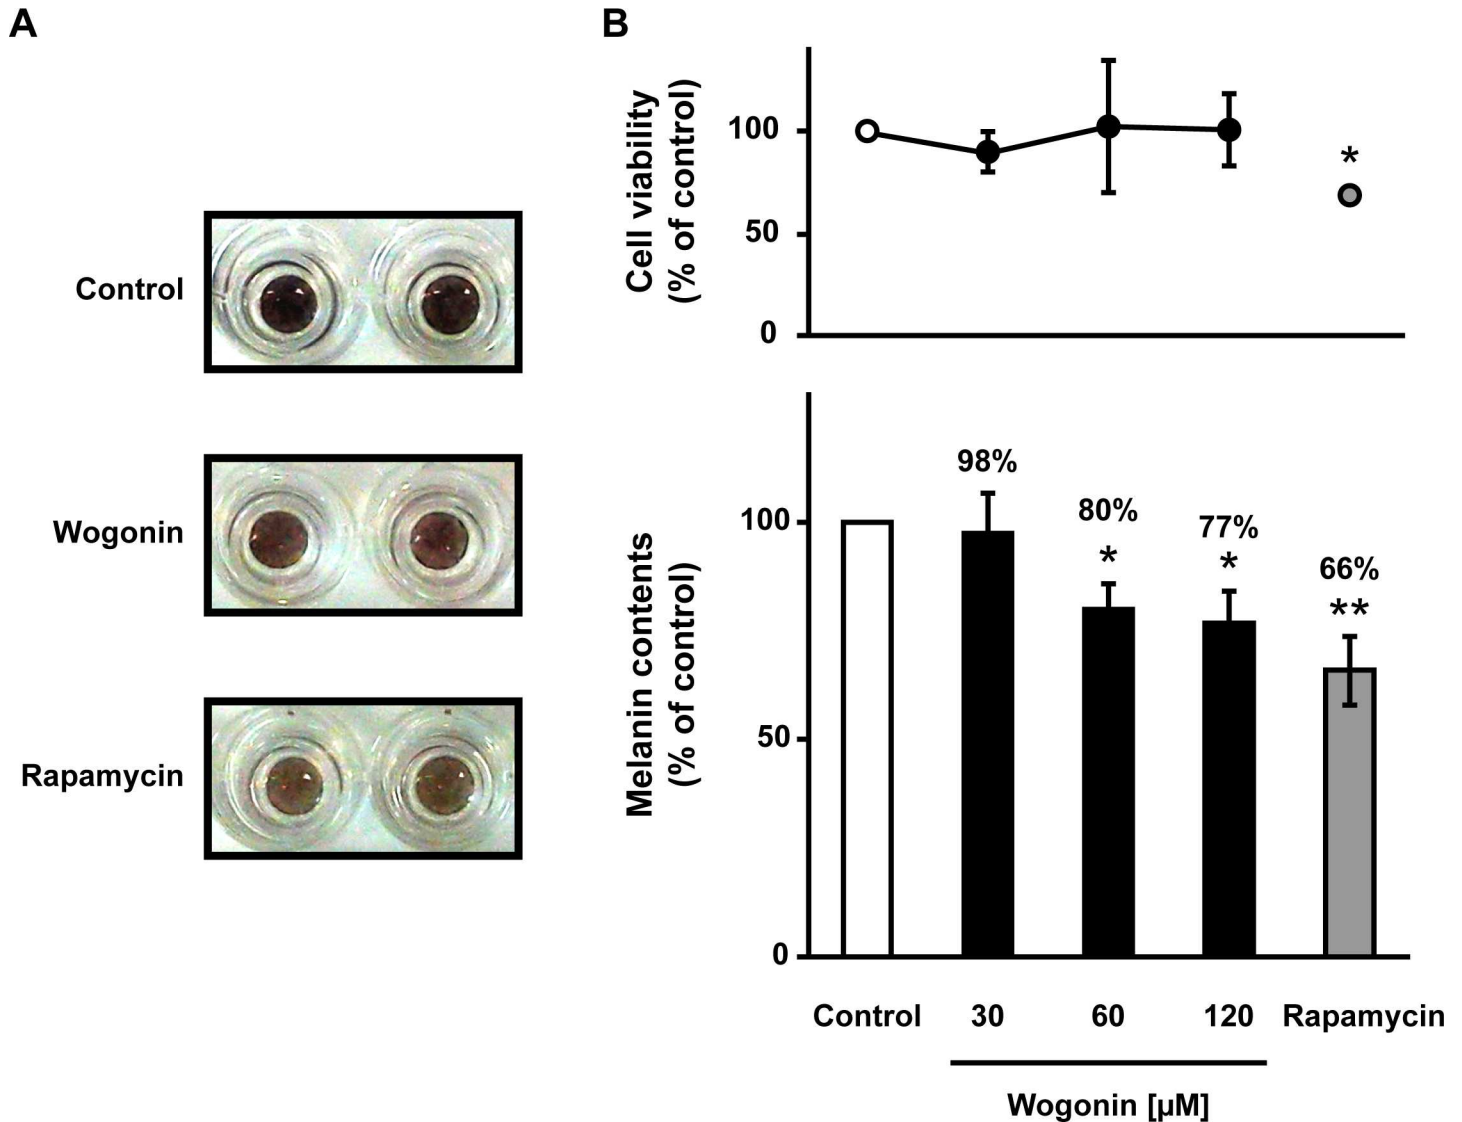 A
B
Control
Wogonin
Rapamycin
Cell viability
(% of control)
100
50
0
*
Melanin contents
(% of control)
100
50
0
98%
80%
*
77%
*
66%
**
Control
30
60
120
Rapamycin
Wogonin [µM]